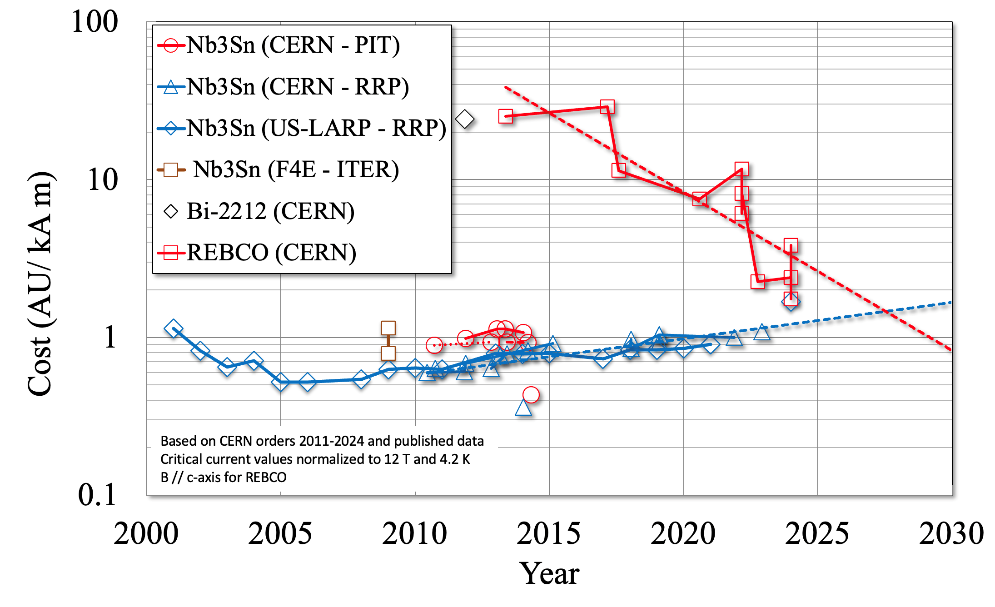 100
10
1
0.1
Cost (AU/ kA m)
Nb3Sn (CERN - PIT)
Nb3Sn (CERN - RRP)
Nb3Sn (US-LARP - RRP)
Nb3Sn (F4E - ITER)
Bi-2212 (CERN)
REBCO (CERN)
Based on CERN orders 2011-2024 and published data
Critical current values normalized to 12 T and 4.2 K
B // c-axis for REBCO
2000 2005 2010 2015 2020 2025 2030
Year